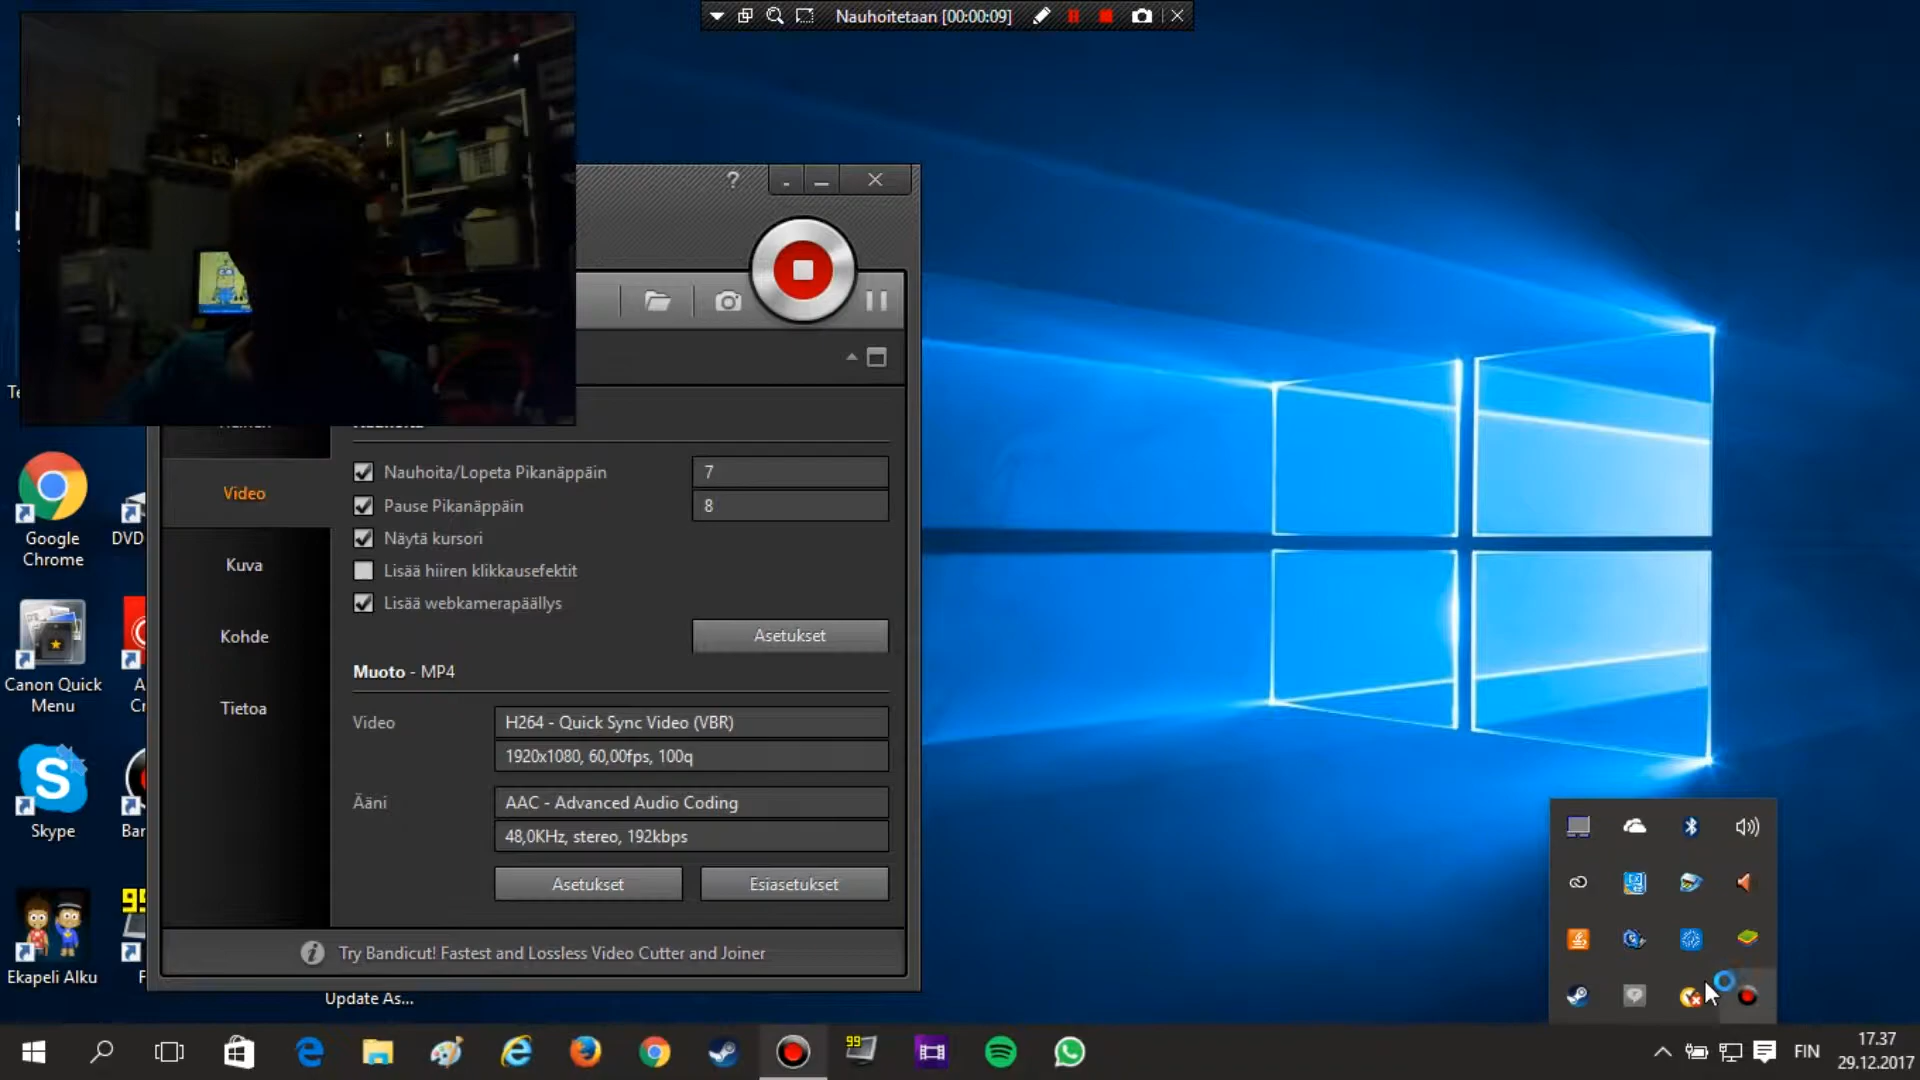 Nauhoitetaan [00:00:09]
?
Video
Kuva
Kohde
Tietoa
Nauhoita/Lopeta Pikanäppäin
7
Pause Pikanäppäin
8
Näytä kursori
Lisää hiiren klikkausefektit
Lisää webkamerapäällys
Asetukset
Muoto - MP4
Video
H264 - Quick Sync Video (VBR)
1920x1080, 60,00fps, 100q
Ääni
AAC - Advanced Audio Coding
48,0KHz, stereo, 192kbps
Asetukset
Esiasetukset
Try Bandicut! Fastest and Lossless Video Cutter and Joiner
Google
Chrome
DVD
Canon Quick
Menu
Skype
Ekapeli Alku
Update As...
99
FIN
17.37
29.12.2017